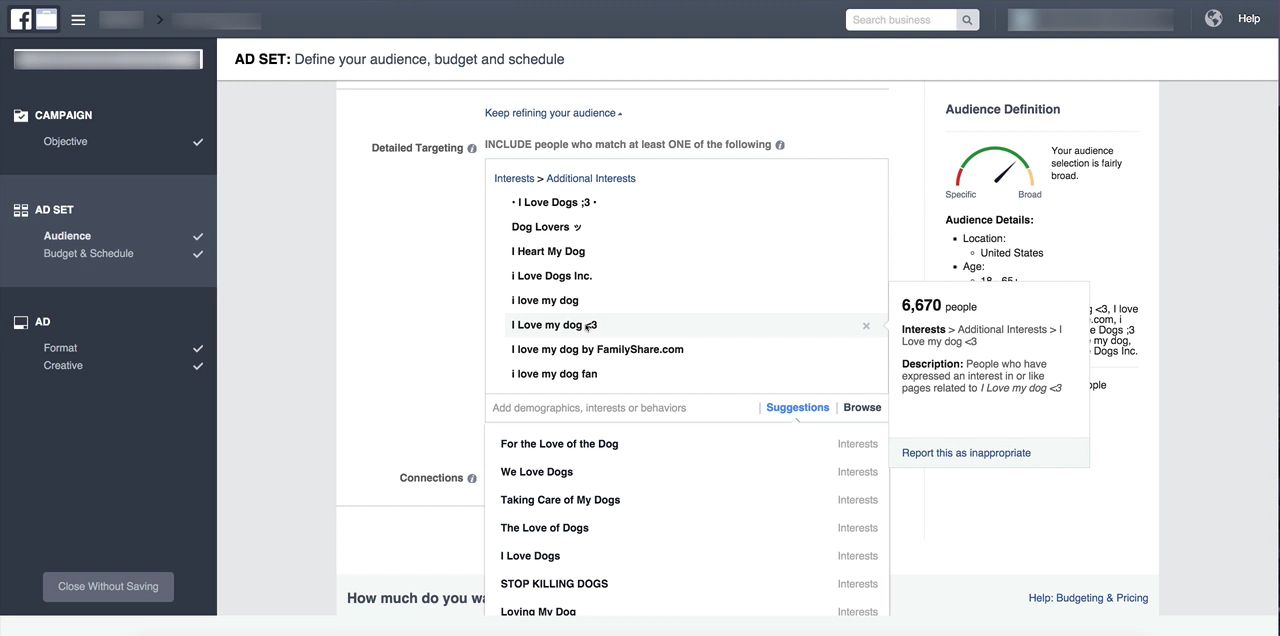 f
Search business
Help
AD SET: Define your audience, budget and schedule
CAMPAIGN
Objective
AD SET
Audience
Budget & Schedule
AD
Format
Creative
Close Without Saving
Keep refining your audience
Detailed Targeting i
INCLUDE people who match at least ONE of the following i
Interests > Additional Interests
· I Love Dogs ;3 ·
Dog Lovers ッ
I Heart My Dog
i Love Dogs Inc.
i love my dog
I Love my dog <3
I love my dog by FamilyShare.com
i love my dog fan
Add demographics, interests or behaviors | Suggestions | Browse
For the Love of the Dog Interests
We Love Dogs Interests
Taking Care of My Dogs Interests
The Love of Dogs Interests
I Love Dogs Interests
STOP KILLING DOGS Interests
Loving My Dog Interests
Connections i
How much do you wa
Help: Budgeting & Pricing
Audience Definition
Your audience
selection is fairly
broad.
Specific Broad
Audience Details:
Location:
United States
Age:
18 - 65+
6,670 people
Interests > Additional Interests > I
Love my dog <3
Description: People who have
expressed an interest in or like
pages related to I Love my dog <3
Report this as inappropriate
g <3, I love
e.com, i
e Dogs ;3
my dog,
Dogs Inc.
ople